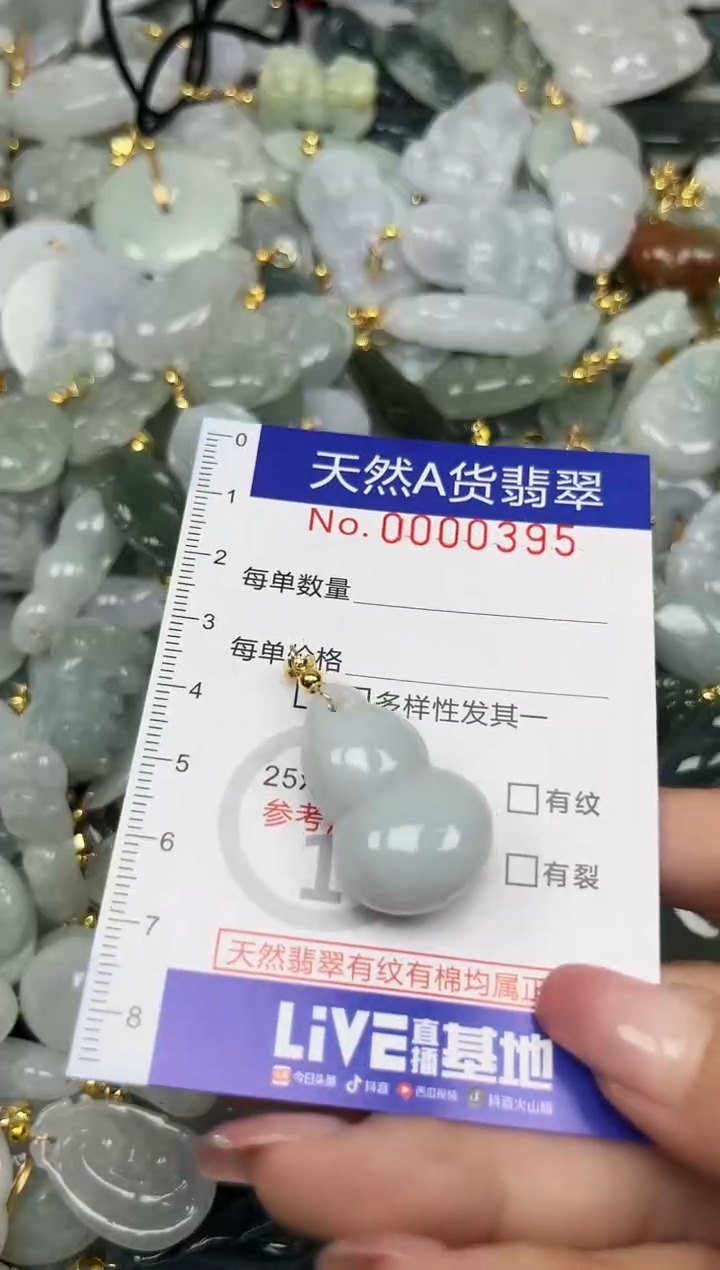 天然A货翡翠
No.0000395
0
1
2
3
4
5
6
7
8
每单数量
每单价格
多样性发其一
25
□有纹
参考
1
□有裂
天然翡翠有纹有棉均属正
LiVE直播基地
今日头条 抖音 西瓜视频 抖音火山版